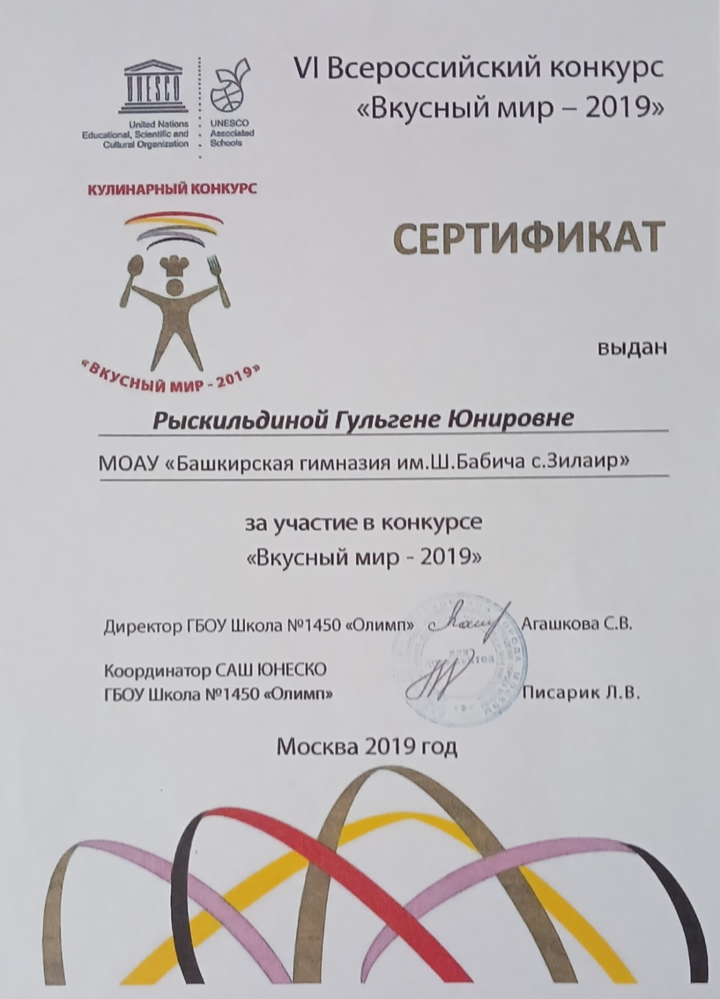 VI Всероссийский конкурс
«Вкусный мир – 2019»
UNESCO
United Nations
Educational, Scientific and
Cultural Organization
UNESCO
Associated
Schools
КУЛИНАРНЫЙ КОНКУРС
«ВКУСНЫЙ МИР - 2019»
СЕРТИФИКАТ
выдан
Рыскильдиной Гульгене Юнировне
МОАУ «Башкирская гимназия им.Ш.Бабича с.Зилаир»
за участие в конкурсе
«Вкусный мир - 2019»
Директор ГБОУ Школа №1450 «Олимп» Агашкова С.В.
Координатор САШ ЮНЕСКО
ГБОУ Школа №1450 «Олимп» Писарик Л.В.
Москва 2019 год